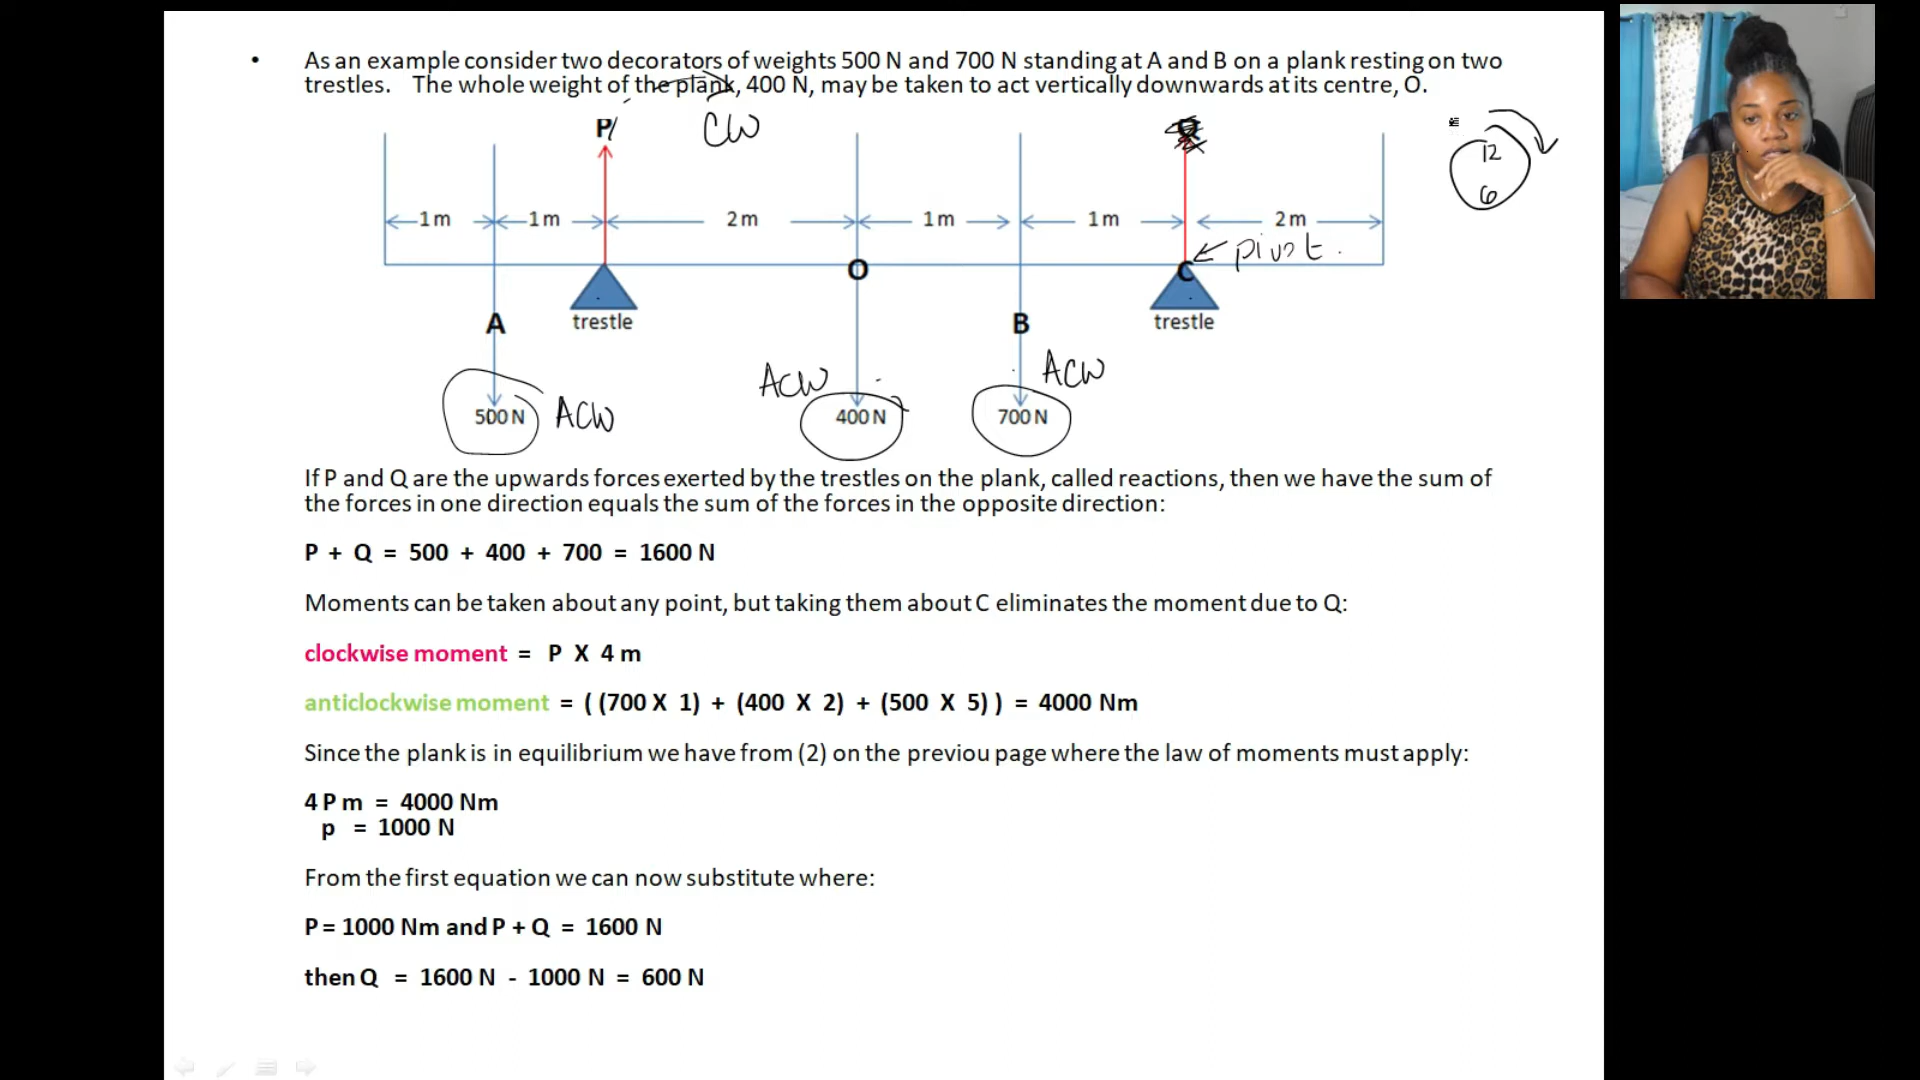 • As an example consider two decorators of weights 500 N and 700 N standing at A and B on a plank resting on two
trestles. The whole weight of the plank, 400 N, may be taken to act vertically downwards at its centre, O.
P CW
12
6
1 m 1 m 2 m 1 m 1 m 2 m
pivot.
O C
A trestle B trestle
ACW ACW
500 N ACW 400 N 700 N
If P and Q are the upwards forces exerted by the trestles on the plank, called reactions, then we have the sum of
the forces in one direction equals the sum of the forces in the opposite direction:
P + Q = 500 + 400 + 700 = 1600 N
Moments can be taken about any point, but taking them about C eliminates the moment due to Q:
clockwise moment = P X 4 m
anticlockwise moment = ( (700 X 1) + (400 X 2) + (500 X 5) ) = 4000 Nm
Since the plank is in equilibrium we have from (2) on the previou page where the law of moments must apply:
4 P m = 4000 Nm
p = 1000 N
From the first equation we can now substitute where:
P = 1000 Nm and P + Q = 1600 N
then Q = 1600 N - 1000 N = 600 N